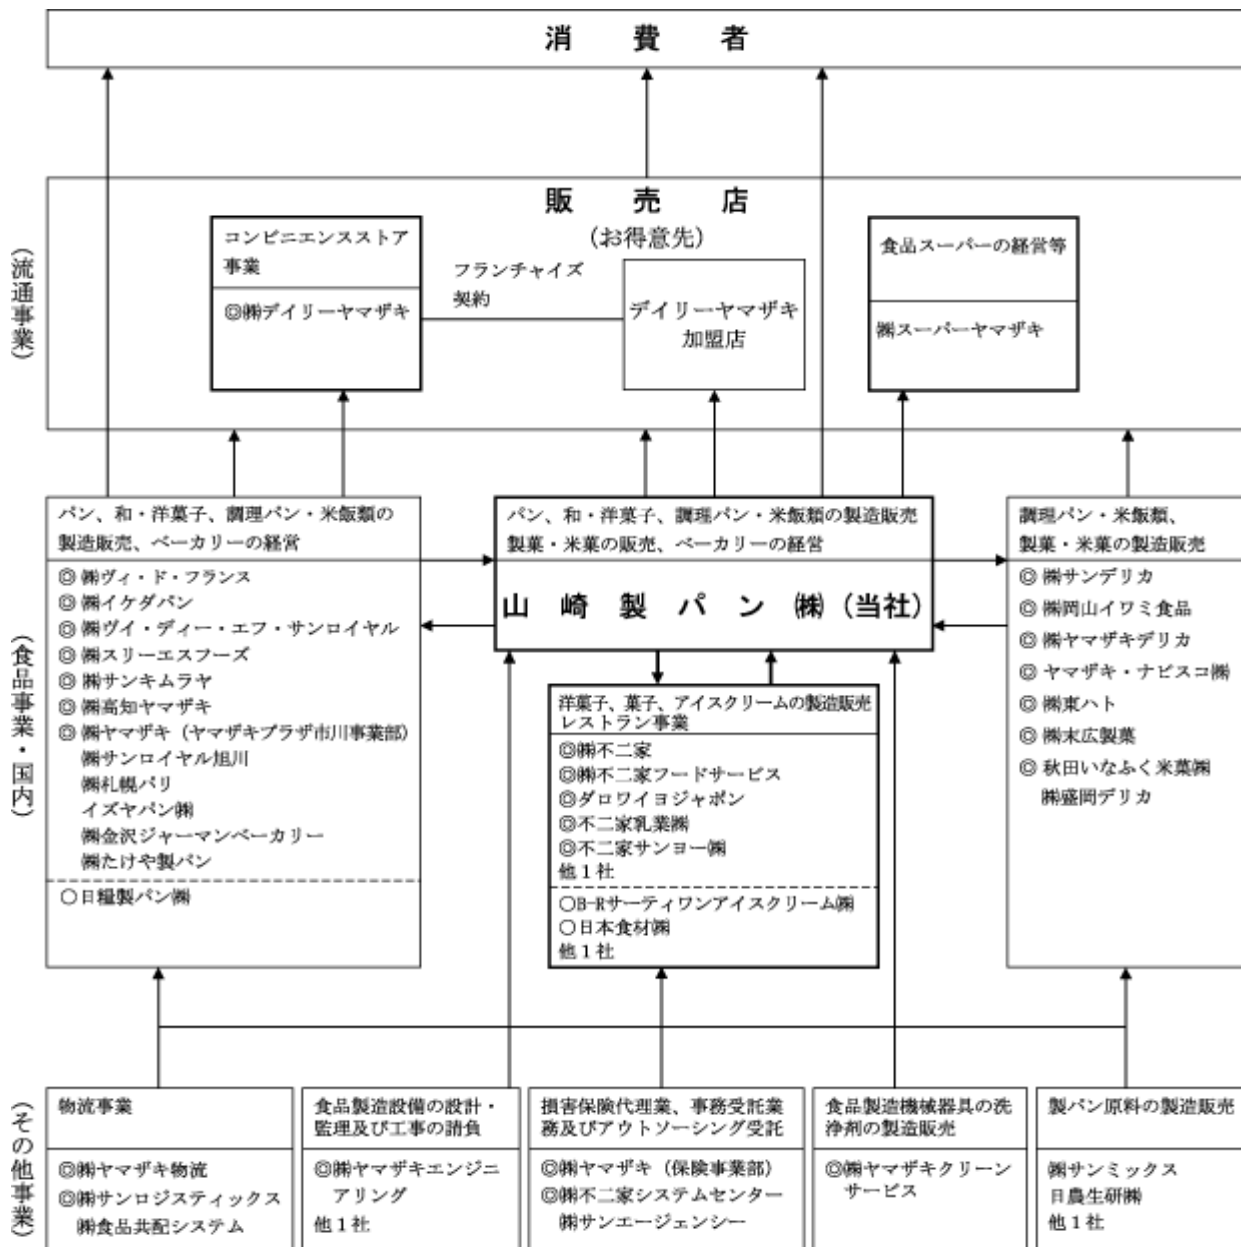 消費者
(流通事業)
販売店
(お得意先)
コンビニエンスストア
事業
◎㈱デイリーヤマザキ
フランチャイズ
契約
デイリーヤマザキ
加盟店
食品スーパーの経営等
㈱スーパーヤマザキ
(食品事業・国内)
パン、和・洋菓子、調理パン・米飯類の
製造販売、ベーカリーの経営
◎㈱ヴィ・ド・フランス
◎㈱イケダパン
◎㈱ヴイ・ディー・エフ・サンロイヤル
◎㈱スリーエスフーズ
◎㈱サンキムラヤ
◎㈱高知ヤマザキ
◎㈱ヤマザキ(ヤマザキプラザ市川事業部)
㈱サンロイヤル旭川
㈱札幌パリ
イズヤパン㈱
㈱金沢ジャーマンベーカリー
㈱たけや製パン
○日糧製パン㈱
パン、和・洋菓子、調理パン・米飯類の製造販売
製菓・米菓の販売、ベーカリーの経営
山崎製パン㈱(当社)
洋菓子、菓子、アイスクリームの製造販売
レストラン事業
◎㈱不二家
◎㈱不二家フードサービス
◎ダロワイヨジャポン
◎不二家乳業㈱
◎不二家サンヨー㈱
他1社
○B-Rサーティワンアイスクリーム㈱
○日本食材㈱
他1社
調理パン・米飯類、
製菓・米菓の製造販売
◎㈱サンデリカ
◎㈱岡山イワミ食品
◎㈱ヤマザキデリカ
◎ヤマザキ・ナビスコ㈱
◎㈱東ハト
◎㈱末広製菓
◎秋田いなふく米菓㈱
㈱盛岡デリカ
(その他事業)
物流事業
◎㈱ヤマザキ物流
◎㈱サンロジスティックス
㈱食品共配システム
食品製造設備の設計・
監理及び工事の請負
◎㈱ヤマザキエンジニ
アリング
他1社
損害保険代理業、事務受託業
務及びアウトソーシング受託
◎㈱ヤマザキ(保険事業部)
◎㈱不二家システムセンター
㈱サンエージェンシー
食品製造機械器具の洗
浄剤の製造販売
◎㈱ヤマザキクリーン
サービス
製パン原料の製造販売
㈱サンミックス
日農生研㈱
他1社